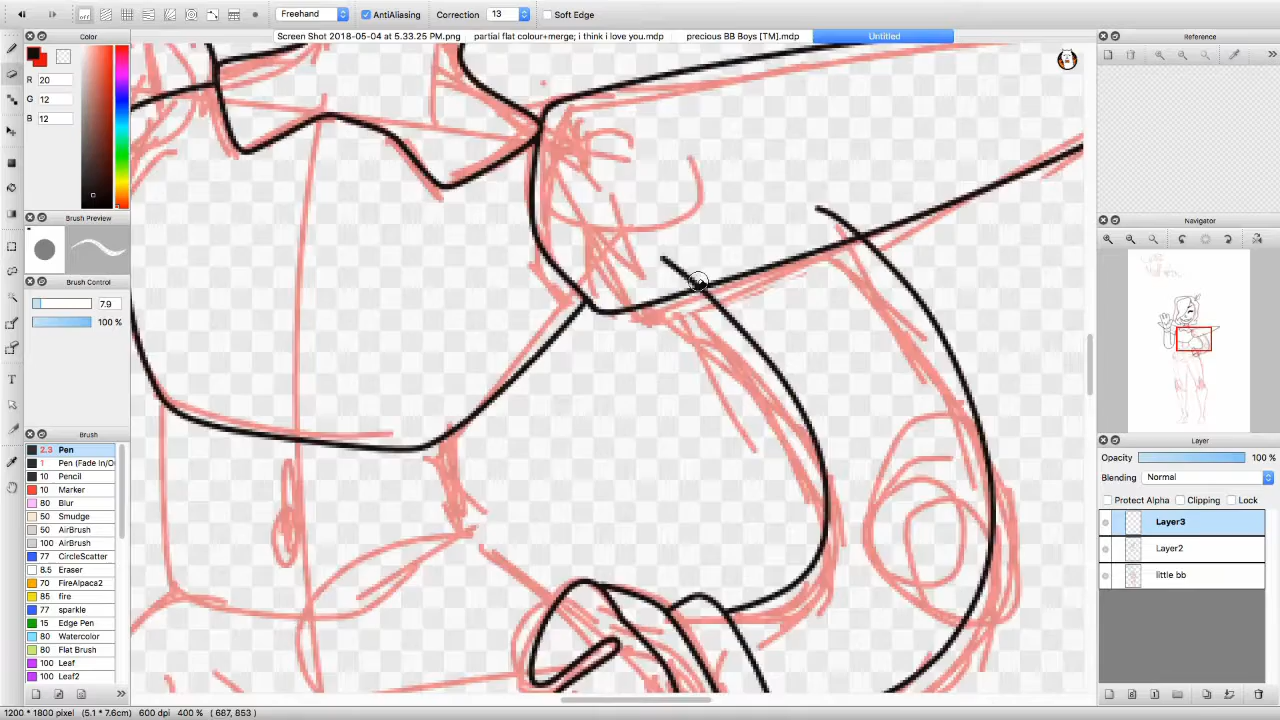 off
Freehand
AntiAliasing
Correction
13
Soft Edge
Screen Shot 2018-05-04 at 5.33.25 PM.png
partial flat colour+merge; i think i love you.mdp
precious BB Boys [TM].mdp
Untitled
Color
R 20
G 12
B 12
Brush Preview
Brush Control
7.9
100 %
Brush
2.3 Pen
1 Pen (Fade In/O
10 Pencil
10 Marker
80 Blur
50 Smudge
50 AirBrush
100 AirBrush
77 CircleScatter
8.5 Eraser
70 FireAlpaca2
85 fire
77 sparkle
15 Edge Pen
80 Watercolor
80 Flat Brush
100 Leaf
100 Leaf2
Reference
Navigator
Layer
Opacity 100 %
Blending Normal
Protect Alpha Clipping Lock
Layer3
Layer2
little bb
1200 * 1800 pixel (5.1 * 7.6cm) 600 dpi 400 % ( 687, 853 )